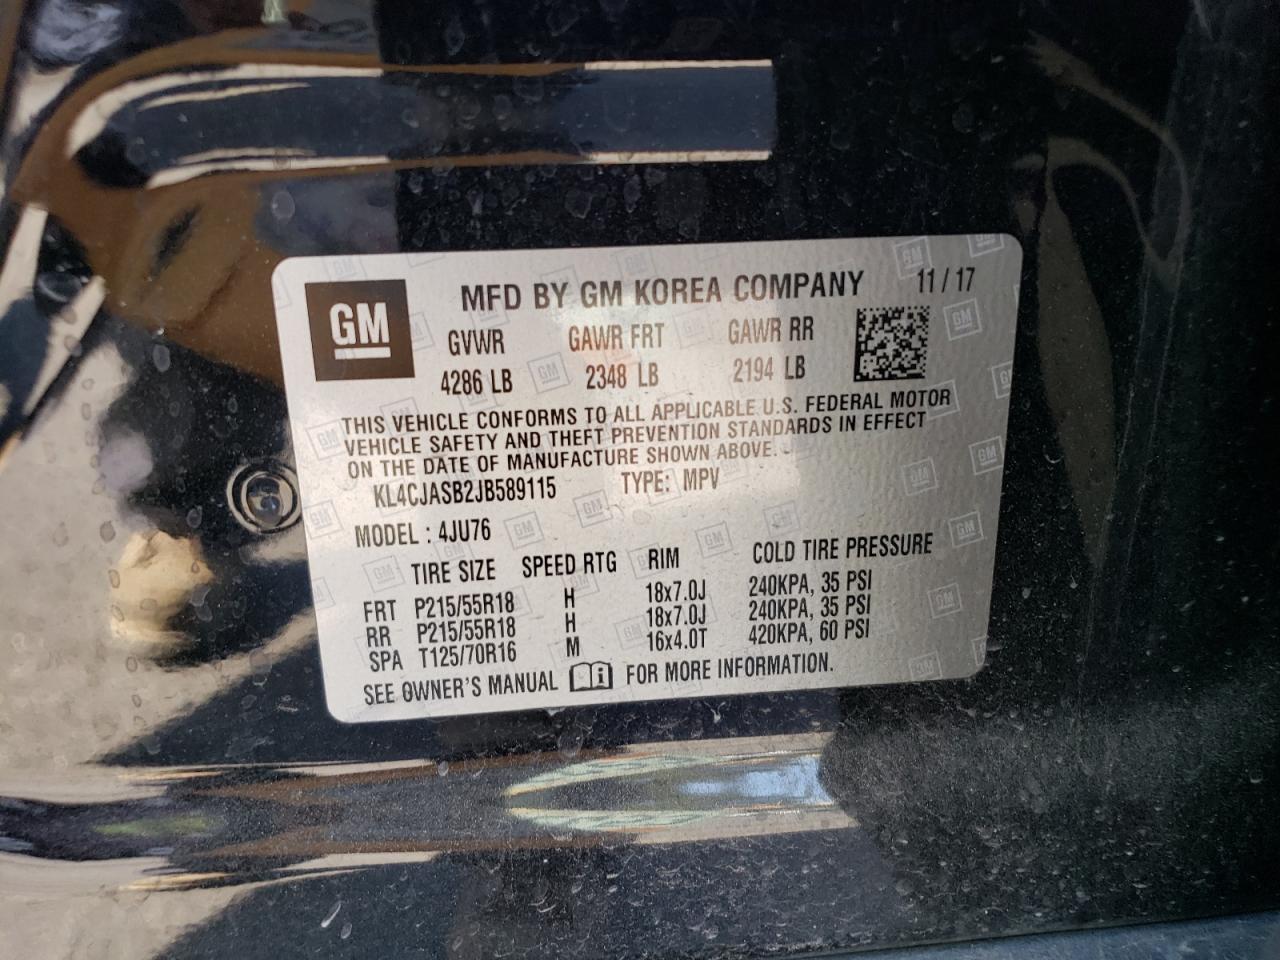 GM
MFD BY GM KOREA COMPANY 11 / 17
GVWR GAWR FRT GAWR RR
4286 LB 2348 LB 2194 LB
THIS VEHICLE CONFORMS TO ALL APPLICABLE U.S. FEDERAL MOTOR
VEHICLE SAFETY AND THEFT PREVENTION STANDARDS IN EFFECT
ON THE DATE OF MANUFACTURE SHOWN ABOVE.
KL4CJASB2JB589115 TYPE: MPV
MODEL : 4JU76
TIRE SIZE SPEED RTG RIM COLD TIRE PRESSURE
FRT P215/55R18 H 18x7.0J 240KPA, 35 PSI
RR P215/55R18 H 18x7.0J 240KPA, 35 PSI
SPA T125/70R16 M 16x4.0T 420KPA, 60 PSI
SEE OWNER'S MANUAL i FOR MORE INFORMATION.